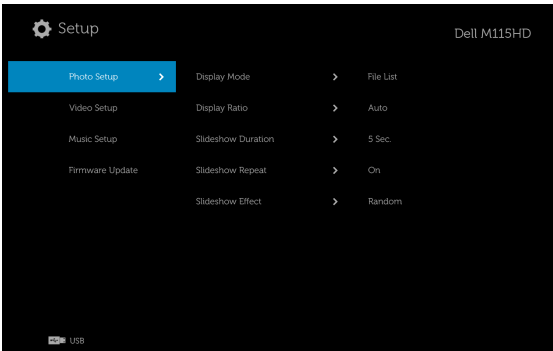 Setup
Dell M115HD
Photo Setup > Display Mode > File List
Video Setup Display Ratio > Auto
Music Setup Slideshow Duration > 5 Sec.
Firmware Update Slideshow Repeat > On
Slideshow Effect > Random
USB